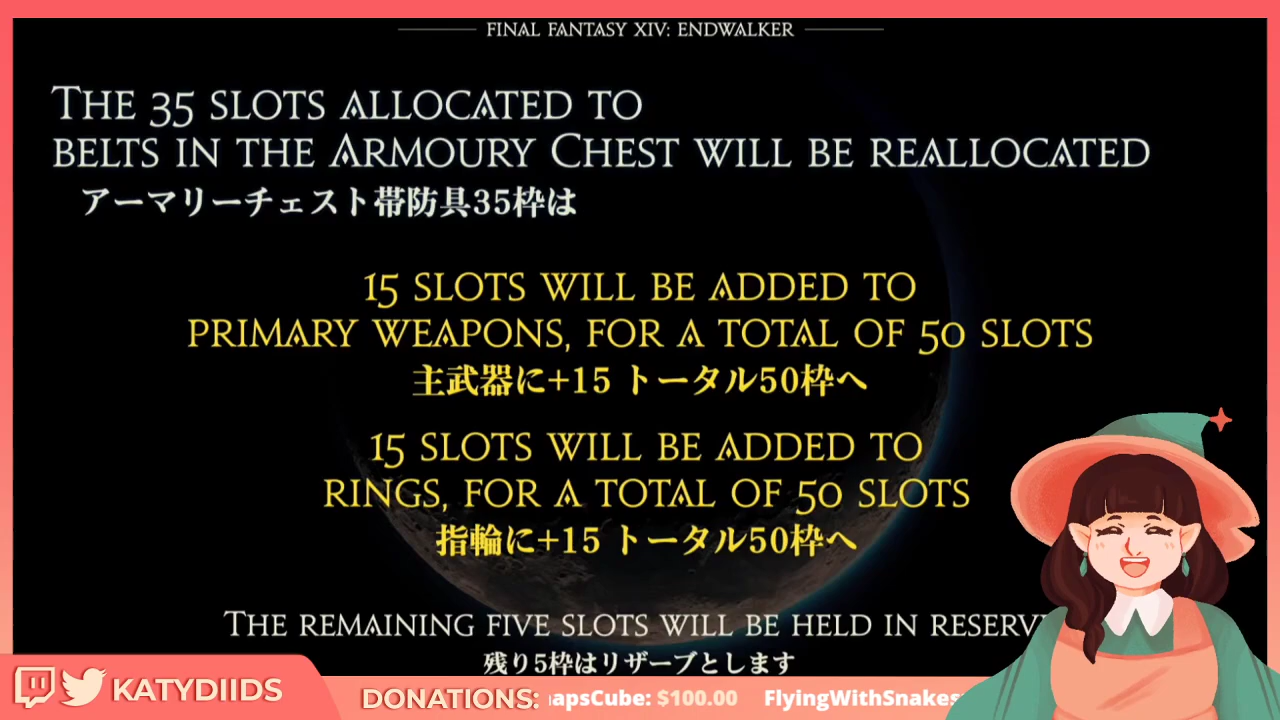 FINAL FANTASY XIV: ENDWALKER
The 35 slots allocated to
belts in the Armoury Chest will be reallocated
アーマリーチェスト帯防具35枠は
15 slots will be added to
primary weapons, for a total of 50 slots
主武器に+15 トータル50枠へ
15 slots will be added to
rings, for a total of 50 slots
指輪に+15 トータル50枠へ
The remaining five slots will be held in
残り5枠はリザーブとします
KATYDIIDS
DONATIONS: $100.00